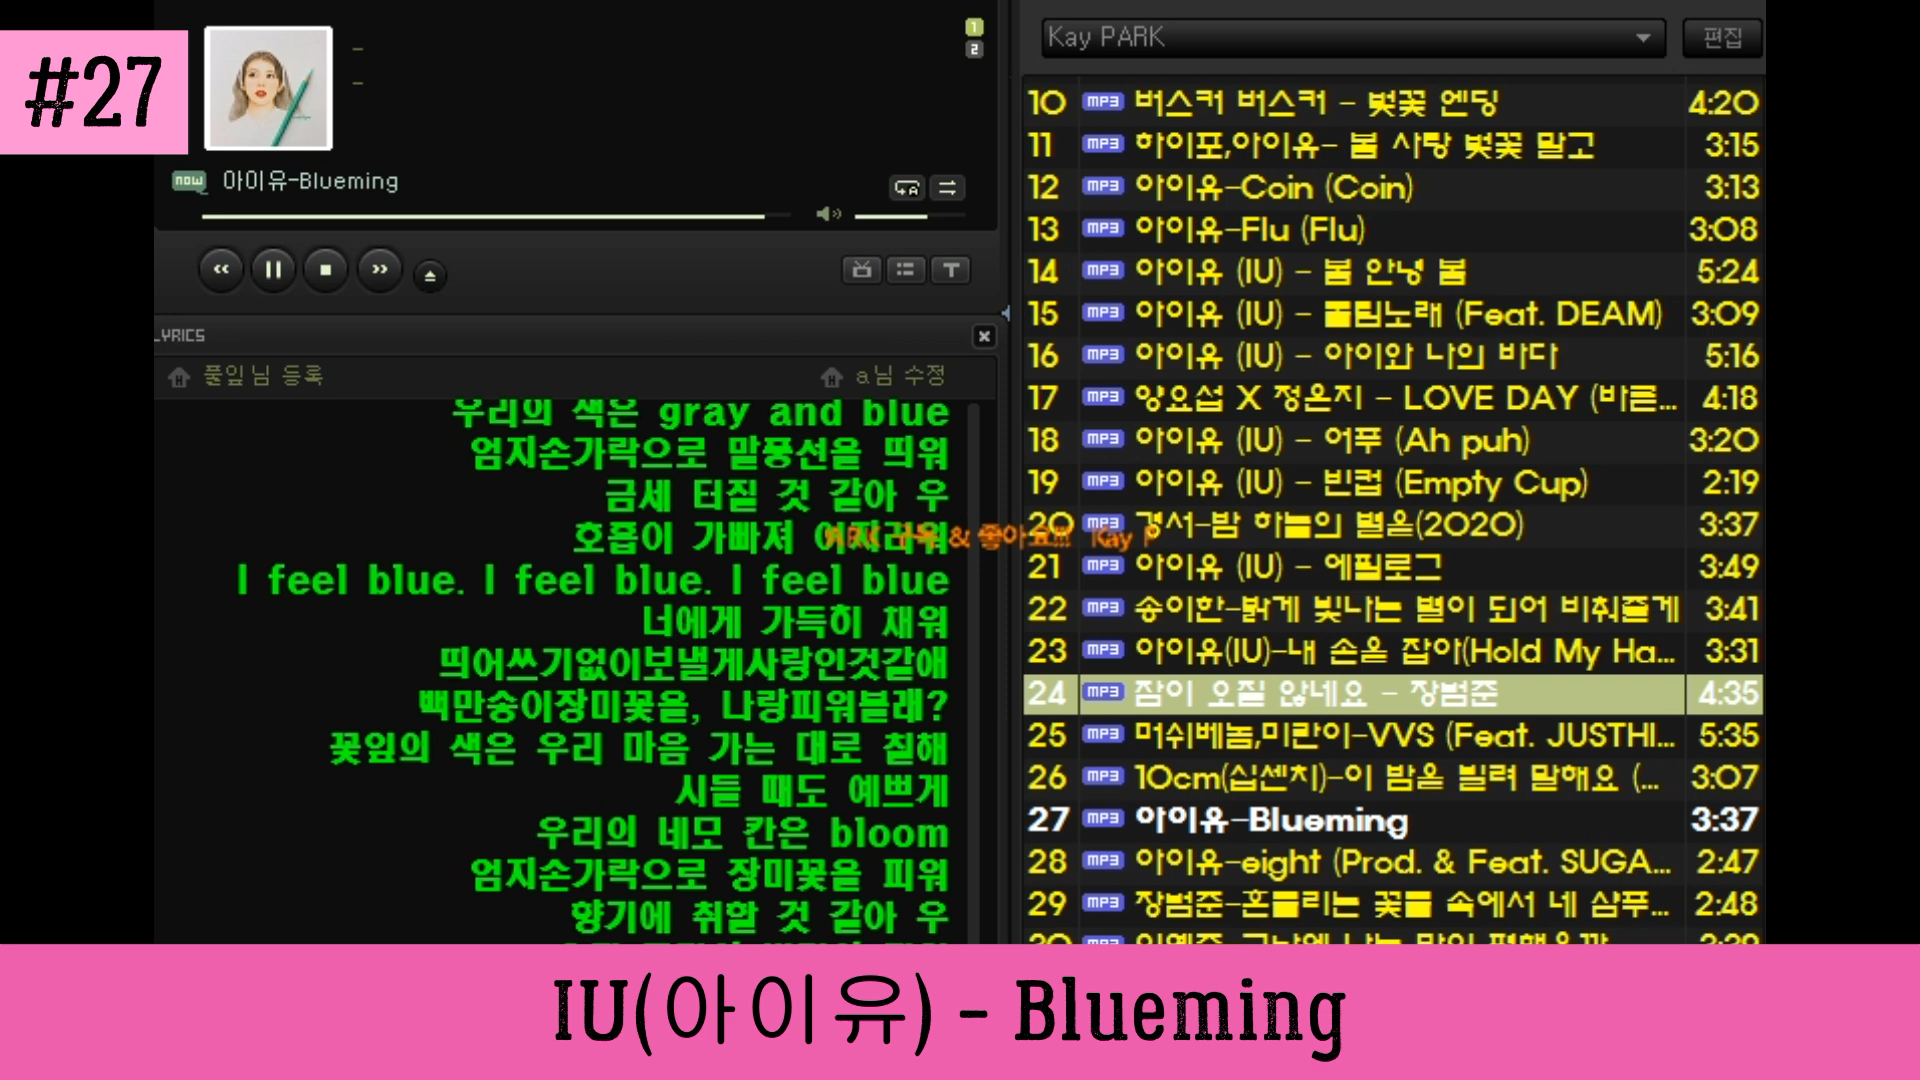 #27
1
2
now 아이유-Blueming
LYRICS
풀잎 님 등록
a 님 수정
우리의 색은 gray and blue
엄지손가락으로 말풍선을 띄워
금세 터질 것 같아 우
호흡이 가빠져 어지러워
I feel blue. I feel blue. I feel blue
너에게 가득히 채워
띄어쓰기없이보낼게사랑인것같애
백만송이장미꽃을, 나랑피워볼래?
꽃잎의 색은 우리 마음 가는 대로 칠해
시들 때도 예쁘게
우리의 네모 칸은 bloom
엄지손가락으로 장미꽃을 피워
향기에 취할 것 같아 우
Kay PARK
편집
10 MP3 버스커 버스커 - 벚꽃 엔딩 4:20
11 MP3 하이포,아이유- 봄 사랑 벚꽃 말고 3:15
12 MP3 아이유-Coin (Coin) 3:13
13 MP3 아이유-Flu (Flu) 3:08
14 MP3 아이유 (IU) - 봄 안녕 봄 5:24
15 MP3 아이유 (IU) - 돌림노래 (Feat. DEAM) 3:09
16 MP3 아이유 (IU) - 아이와 나의 바다 5:16
17 MP3 양요섭 X 정은지 - LOVE DAY (바른... 4:18
18 MP3 아이유 (IU) - 어푸 (Ah puh) 3:20
19 MP3 아이유 (IU) - 빈컵 (Empty Cup) 2:19
20 MP3 경서-밤 하늘의 별을(2020) 3:37
& 좋아요!!! Kay P
21 MP3 아이유 (IU) - 에필로그 3:49
22 MP3 송이한-밝게 빛나는 별이 되어 비춰줄게 3:41
23 MP3 아이유(IU)-내 손을 잡아(Hold My Ha... 3:31
24 MP3 잠이 오질 않네요 - 장범준 4:35
25 MP3 머쉬베놈,미란이-VVS (Feat. JUSTHI... 5:35
26 MP3 10cm(십센치)-이 밤을 빌려 말해요 (... 3:07
27 MP3 아이유-Blueming 3:37
28 MP3 아이유-eight (Prod. & Feat. SUGA... 2:47
29 MP3 장범준-흔들리는 꽃들 속에서 네 샴푸... 2:48
IU(아이유) - Blueming